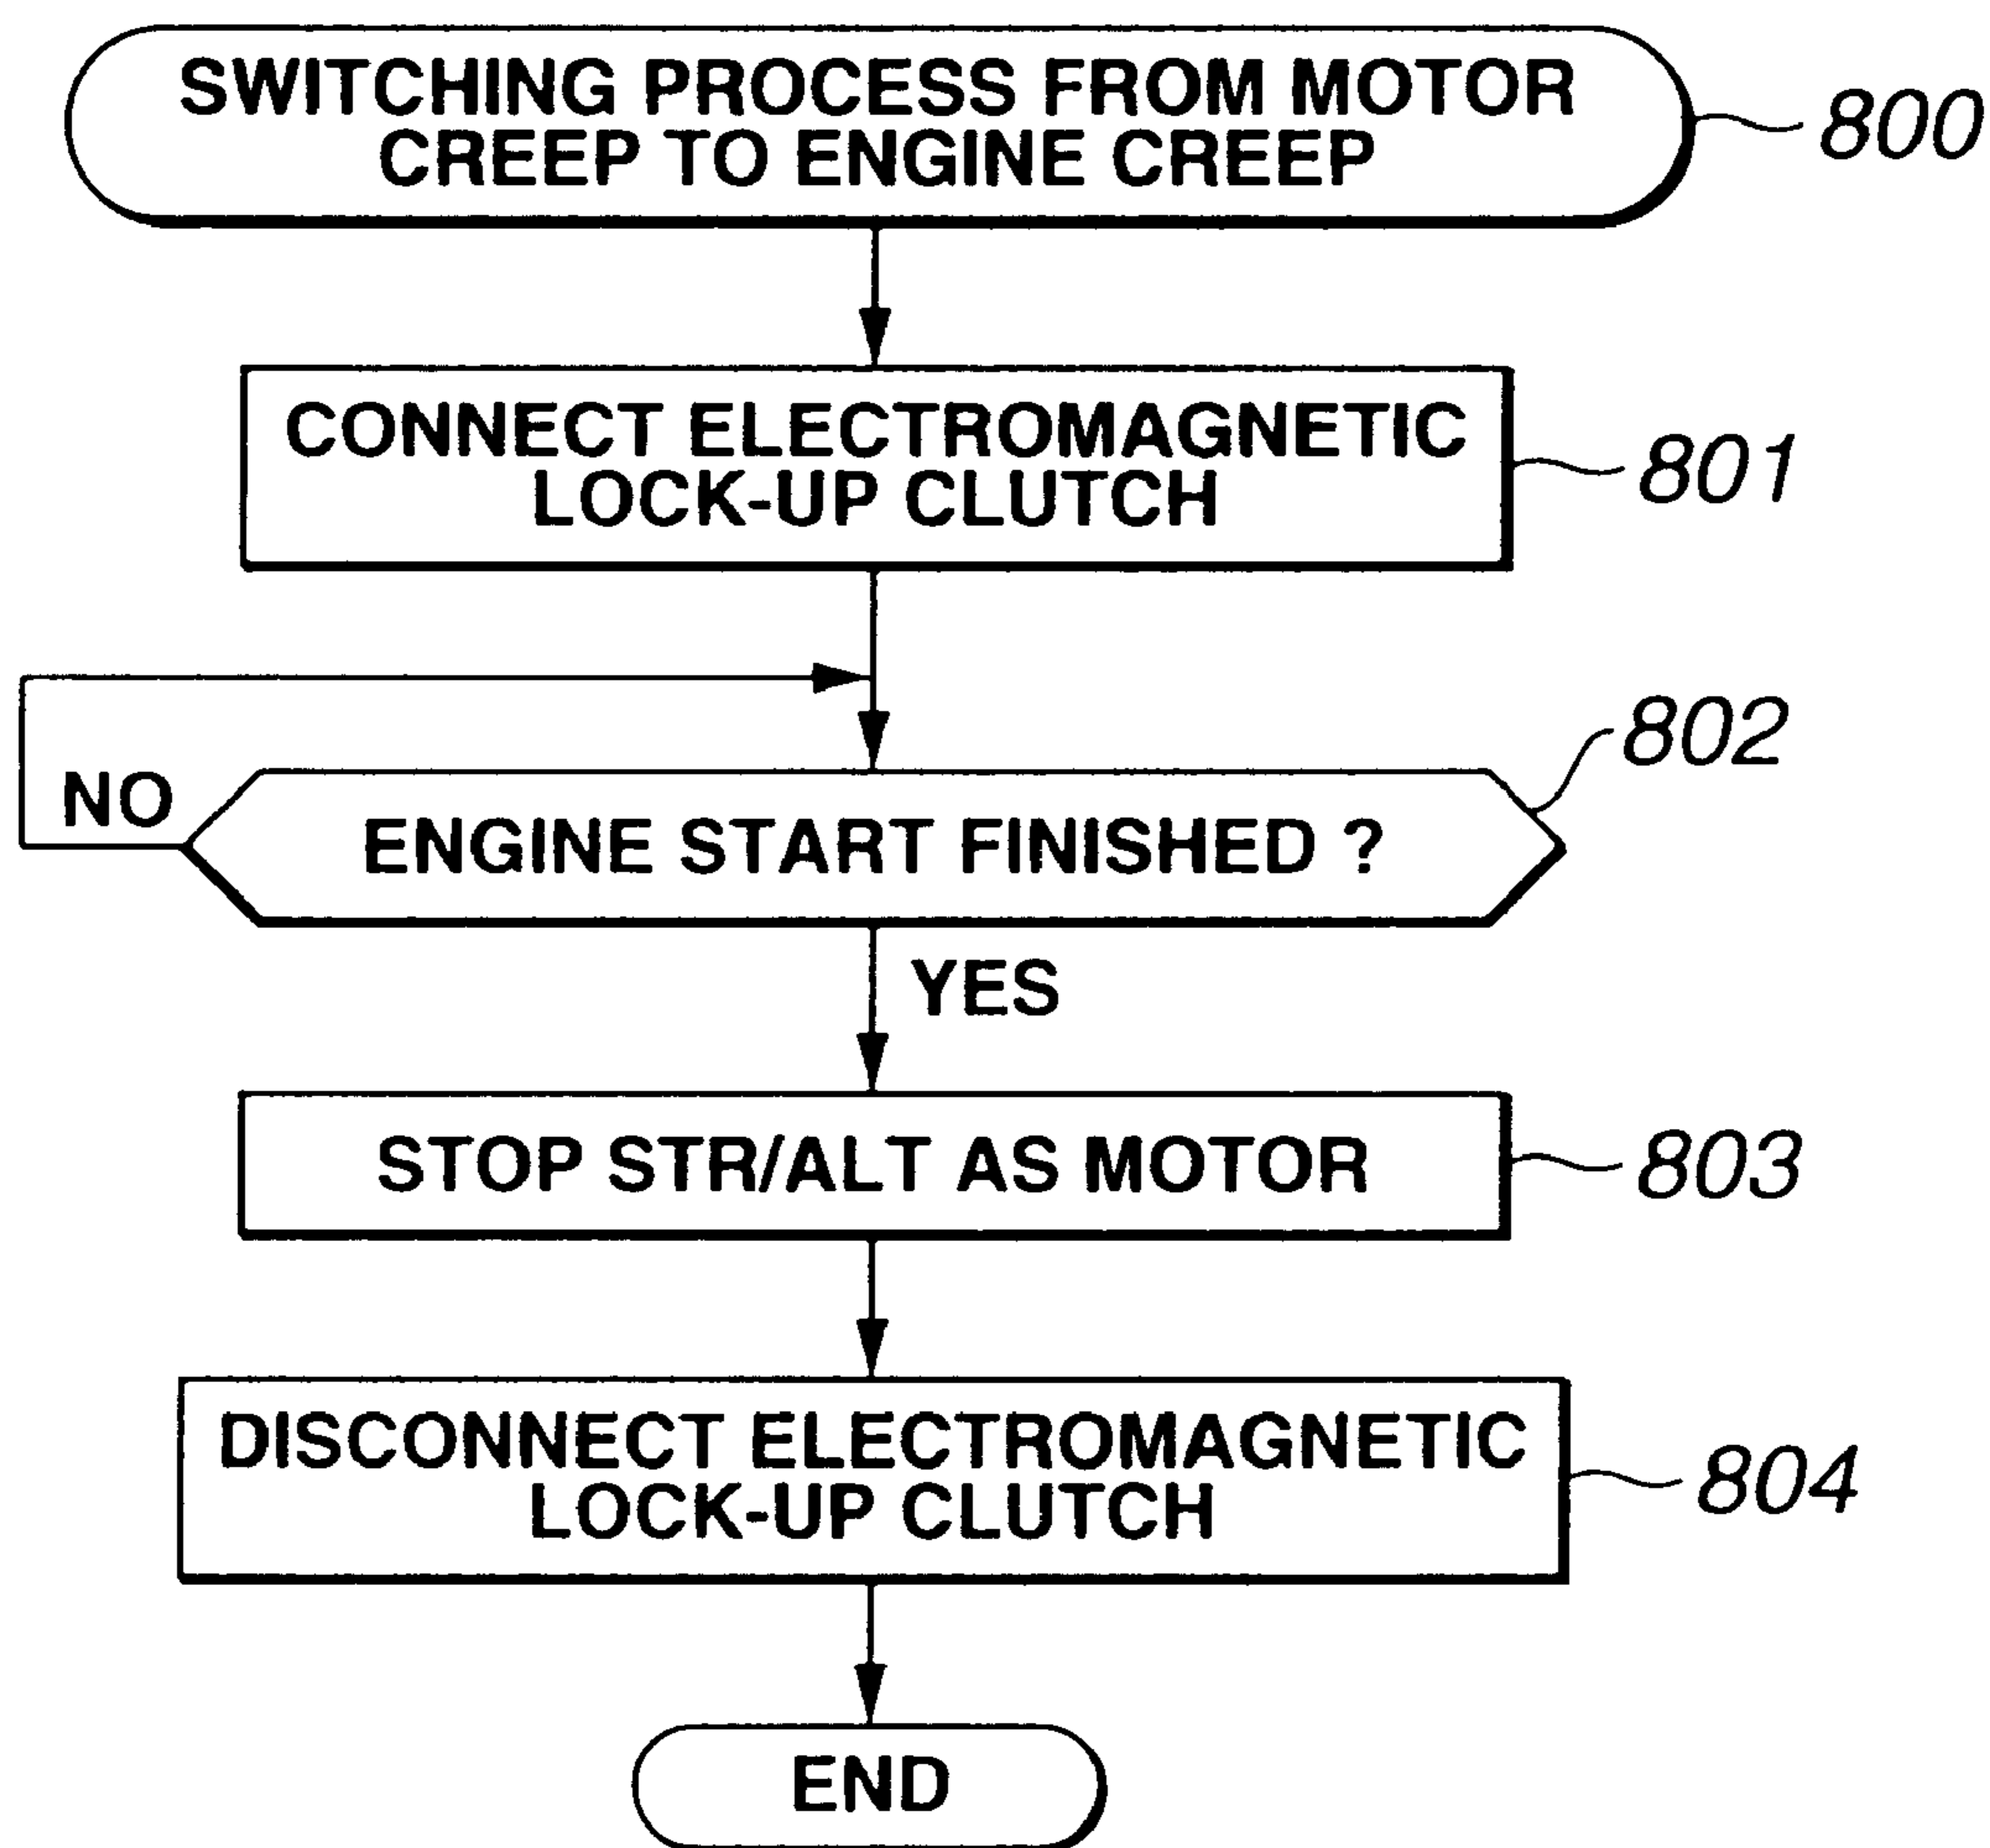 SWITCHING PROCESS FROM MOTOR
CREEP TO ENGINE CREEP
800
CONNECT ELECTROMAGNETIC
LOCK-UP CLUTCH
801
802
NO
ENGINE START FINISHED ?
YES
STOP STR/ALT AS MOTOR
803
DISCONNECT ELECTROMAGNETIC
LOCK-UP CLUTCH
804
END